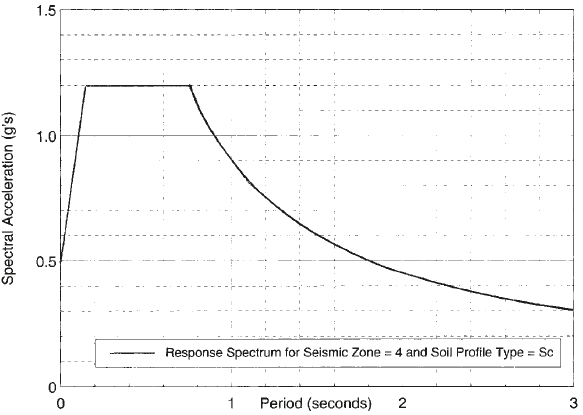 1.5
1.0
0.5
0
Spectral Acceleration (g's)
Response Spectrum for Seismic Zone = 4 and Soil Profile Type = Sc
0 1 Period (seconds) 2 3